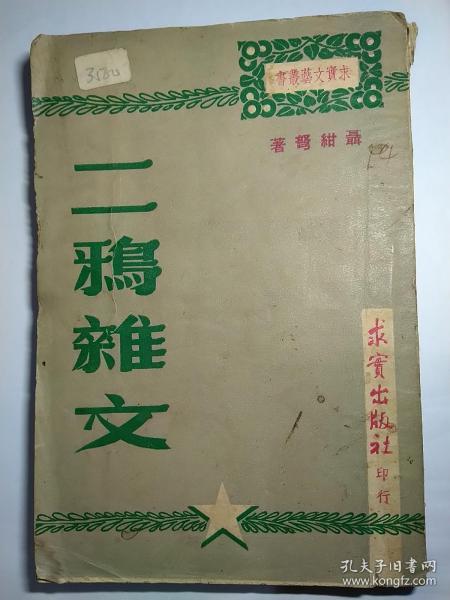 3580
求實文藝叢書
聶紺弩著
二鴉雜文
求實出版社
印行
孔夫子旧书网
www.kongfz.com